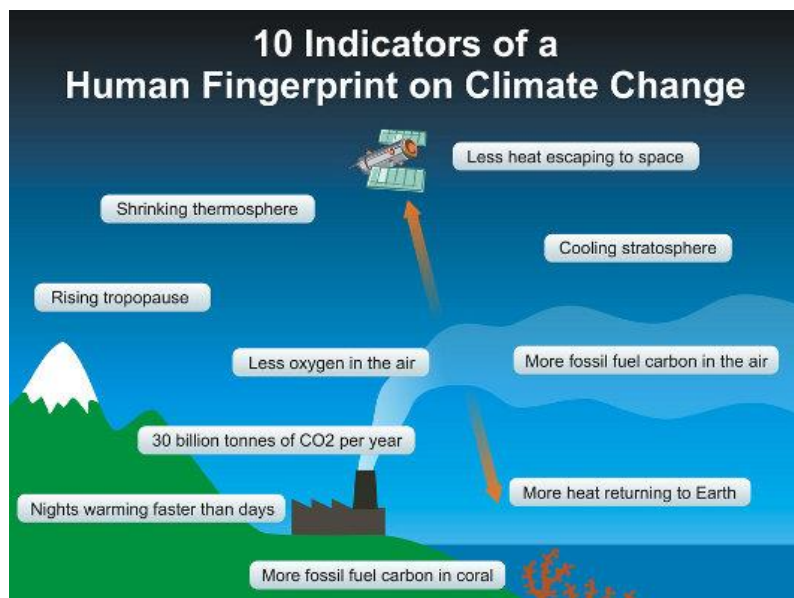 10 Indicators of a
Human Fingerprint on Climate Change
Less heat escaping to space
Shrinking thermosphere
Cooling stratosphere
Rising tropopause
Less oxygen in the air
More fossil fuel carbon in the air
30 billion tonnes of CO2 per year
More heat returning to Earth
Nights warming faster than days
More fossil fuel carbon in coral